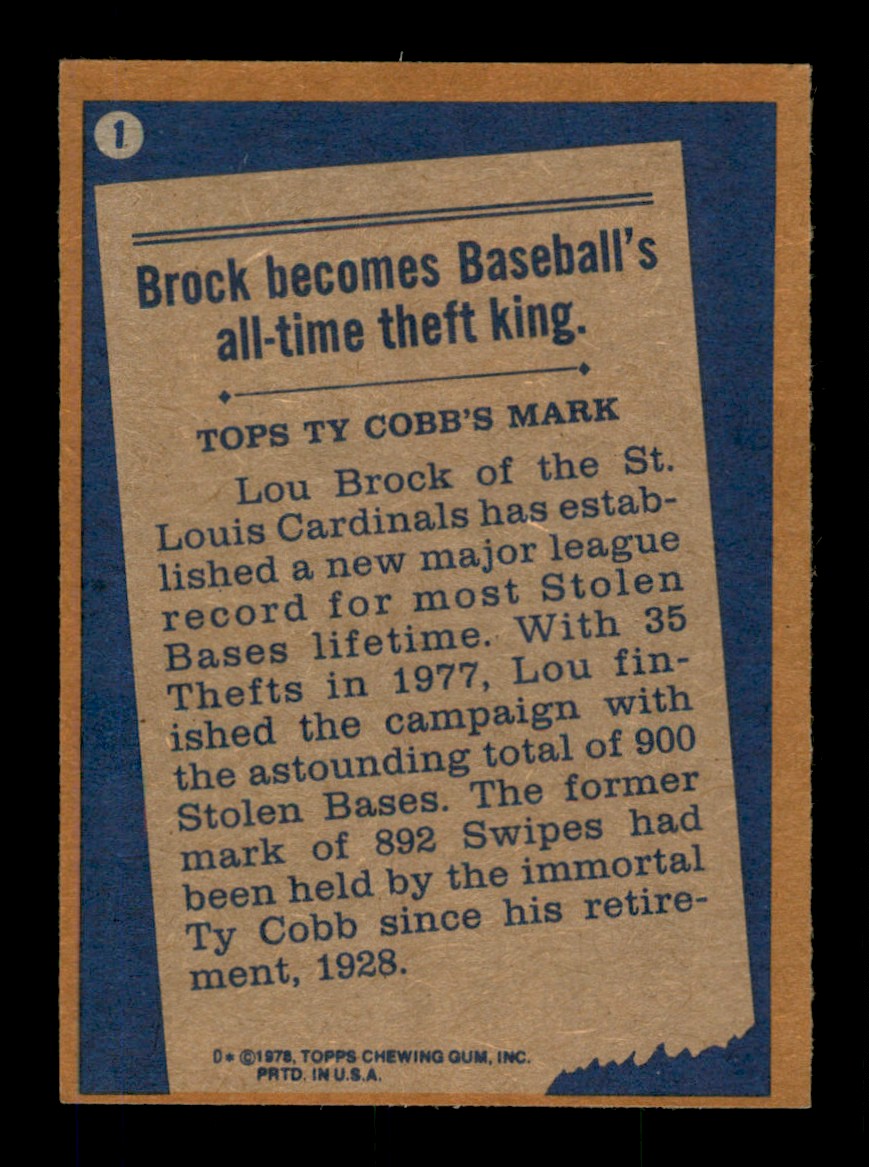 1
Brock becomes Baseball's
all-time theft king.
TOPS TY COBB'S MARK
Lou Brock of the St.
Louis Cardinals has estab-
lished a new major league
record for most Stolen
Bases lifetime. With 35
Thefts in 1977, Lou fin-
ished the campaign with
the astounding total of 900
Stolen Bases. The former
mark of 892 Swipes had
been held by the immortal
Ty Cobb since his retire-
ment, 1928.
D* ©1978, TOPPS CHEWING GUM, INC.
PRTD. IN U.S.A.